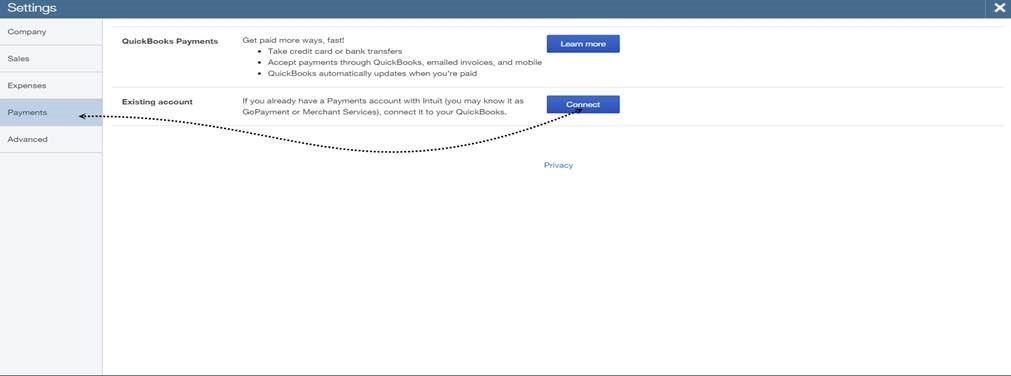 Settings
Company
Sales
Expenses
Payments
Advanced
QuickBooks Payments
Get paid more ways, fast!
• Take credit card or bank transfers
• Accept payments through QuickBooks, emailed invoices, and mobile
• QuickBooks automatically updates when you're paid
Learn more
Existing account
If you already have a Payments account with Intuit (you may know it as
GoPayment or Merchant Services), connect it to your QuickBooks.
Connect
Privacy